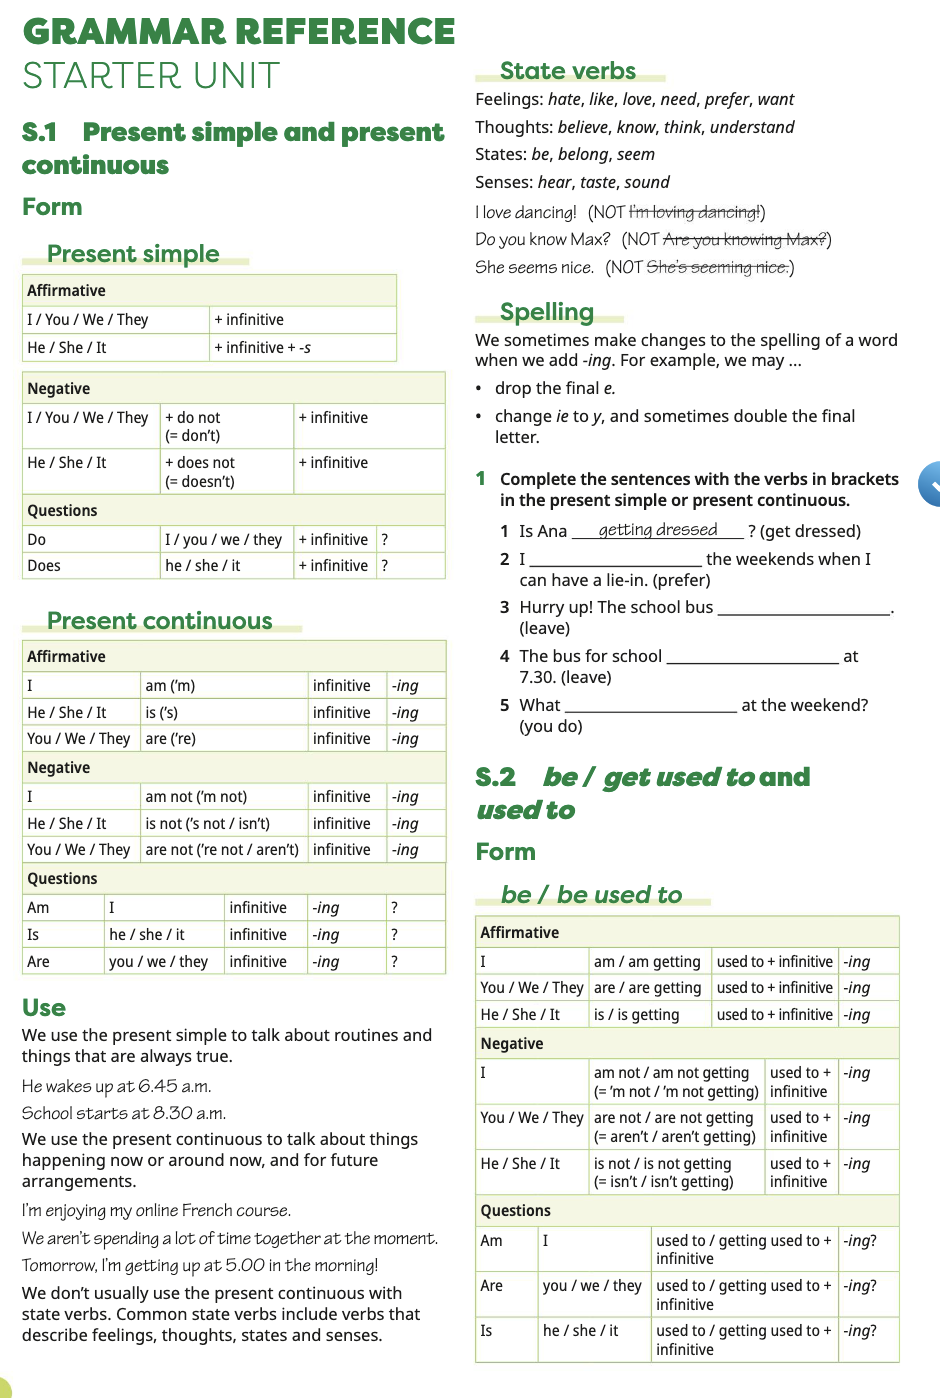 GRAMMAR REFERENCE
STARTER UNIT
S.1 Present simple and present
continuous
Form
Present simple
Affirmative
I / You / We / They + infinitive
He / She / It + infinitive + -s
Negative
I / You / We / They + do not + infinitive
(= don't)
He / She / It + does not + infinitive
(= doesn't)
Questions
Do I / you / we / they + infinitive ?
Does he / she / it + infinitive ?
Present continuous
Affirmative
I am ('m) infinitive -ing
He / She / It is ('s) infinitive -ing
You / We / They are ('re) infinitive -ing
Negative
I am not ('m not) infinitive -ing
He / She / It is not ('s not / isn't) infinitive -ing
You / We / They are not ('re not / aren't) infinitive -ing
Questions
Am I infinitive -ing ?
Is he / she / it infinitive -ing ?
Are you / we / they infinitive -ing ?
Use
We use the present simple to talk about routines and
things that are always true.
He wakes up at 6.45 a.m.
School starts at 8.30 a.m.
We use the present continuous to talk about things
happening now or around now, and for future
arrangements.
I'm enjoying my online French course.
We aren't spending a lot of time together at the moment.
Tomorrow, I'm getting up at 5.00 in the morning!
We don't usually use the present continuous with
state verbs. Common state verbs include verbs that
describe feelings, thoughts, states and senses.
State verbs
Feelings: hate, like, love, need, prefer, want
Thoughts: believe, know, think, understand
States: be, belong, seem
Senses: hear, taste, sound
I love dancing! (NOT I'm loving dancing!)
Do you know Max? (NOT Are you knowing Max?)
She seems nice. (NOT She's seeming nice.)
Spelling
We sometimes make changes to the spelling of a word
when we add -ing. For example, we may ...
• drop the final e.
• change ie to y, and sometimes double the final
letter.
1 Complete the sentences with the verbs in brackets
in the present simple or present continuous.
1 Is Ana getting dressed ? (get dressed)
2 I ____________________ the weekends when I
can have a lie-in. (prefer)
3 Hurry up! The school bus ____________________.
(leave)
4 The bus for school ____________________ at
7.30. (leave)
5 What ____________________ at the weekend?
(you do)
S.2 be / get used to and
used to
Form
be / be used to
Affirmative
I am / am getting used to + infinitive -ing
You / We / They are / are getting used to + infinitive -ing
He / She / It is / is getting used to + infinitive -ing
Negative
I am not / am not getting used to + -ing
(= 'm not / 'm not getting) infinitive
You / We / They are not / are not getting used to + -ing
(= aren't / aren't getting) infinitive
He / She / It is not / is not getting used to + -ing
(= isn't / isn't getting) infinitive
Questions
Am I used to / getting used to + -ing?
infinitive
Are you / we / they used to / getting used to + -ing?
infinitive
Is he / she / it used to / getting used to + -ing?
infinitive